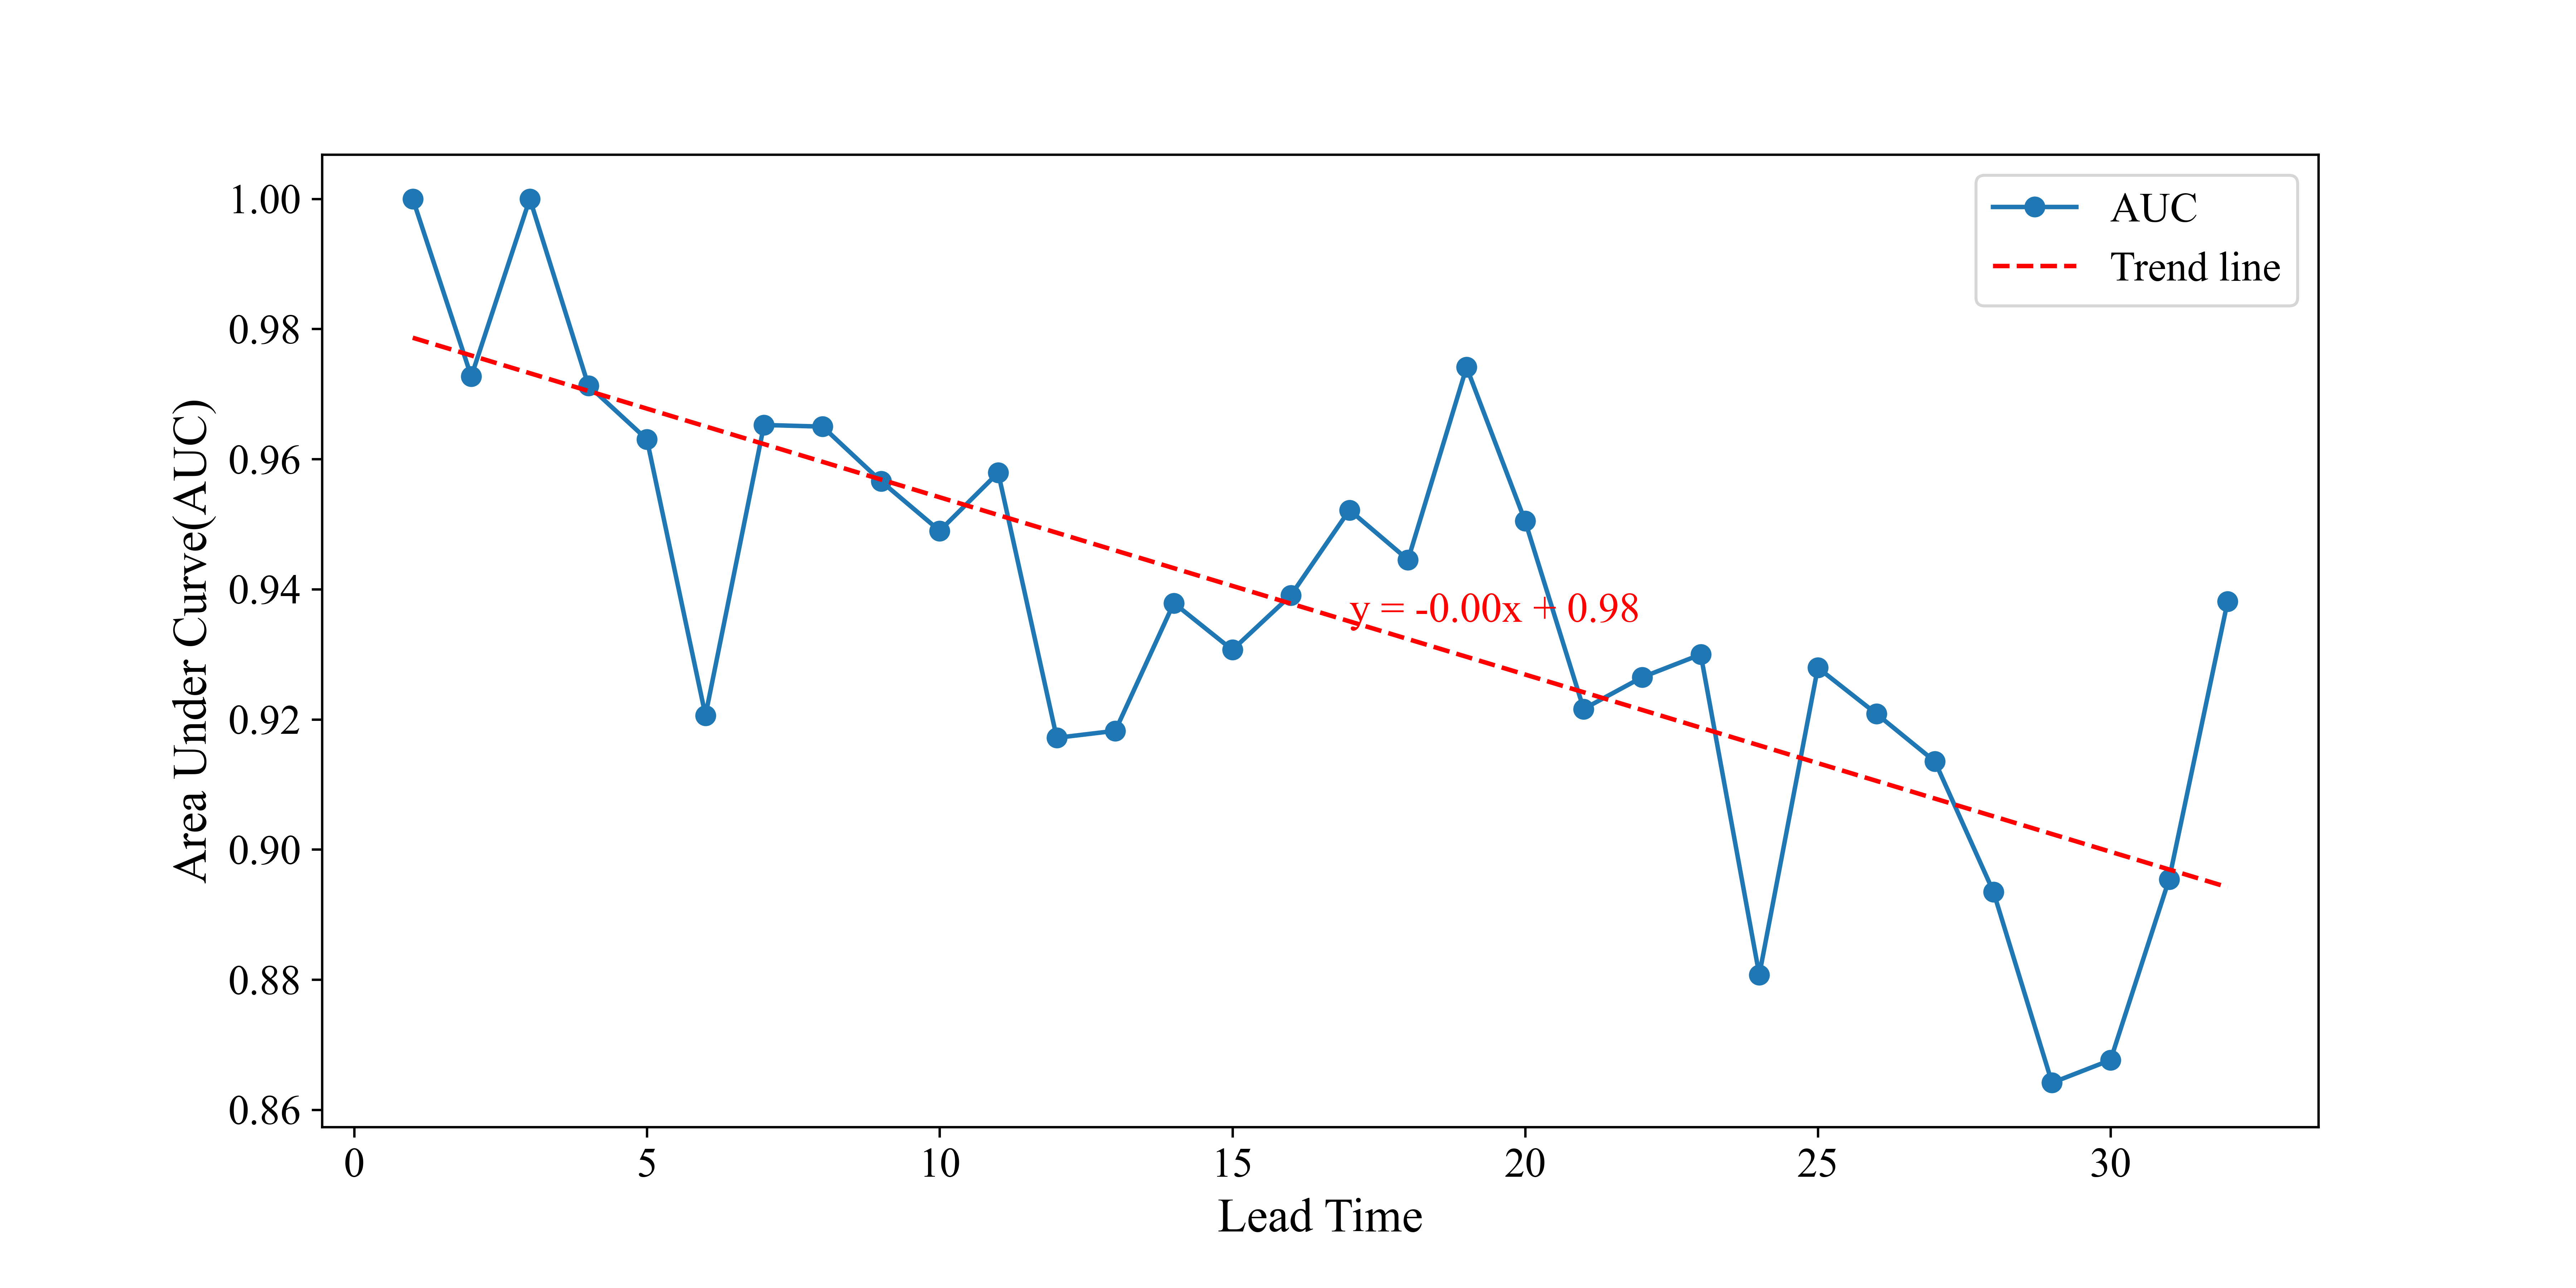 1.00
0.98
0.96
0.94
0.92
0.90
0.88
0.86
Area Under Curve(AUC)
AUC
Trend line
y = -0.00x + 0.98
0 5 10 15 20 25 30
Lead Time